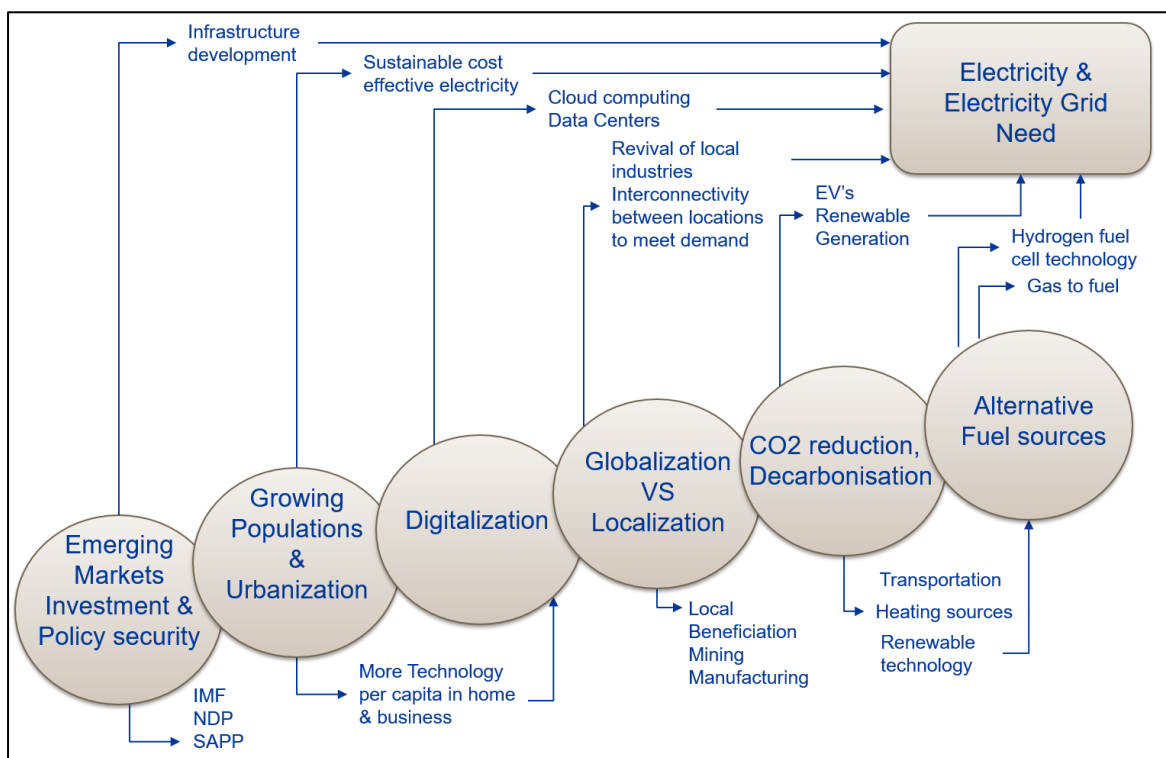 Infrastructure
development
Sustainable cost
effective electricity
Cloud computing
Data Centers
Revival of local
industries
Interconnectivity
between locations
to meet demand
EV's
Renewable
Generation
Electricity &
Electricity Grid
Need
Hydrogen fuel
cell technology
Gas to fuel
Emerging
Markets
Investment &
Policy security
Growing
Populations
&
Urbanization
Digitalization
Globalization
VS
Localization
CO2 reduction,
Decarbonisation
Alternative
Fuel sources
IMF
NDP
SAPP
More Technology
per capita in home
& business
Local
Beneficiation
Mining
Manufacturing
Transportation
Heating sources
Renewable
technology